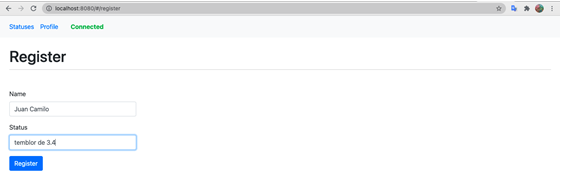 localhost:8080/#/register
Statuses Profile Connected
Register
Name
Juan Camilo
Status
temblor de 3.4
Register